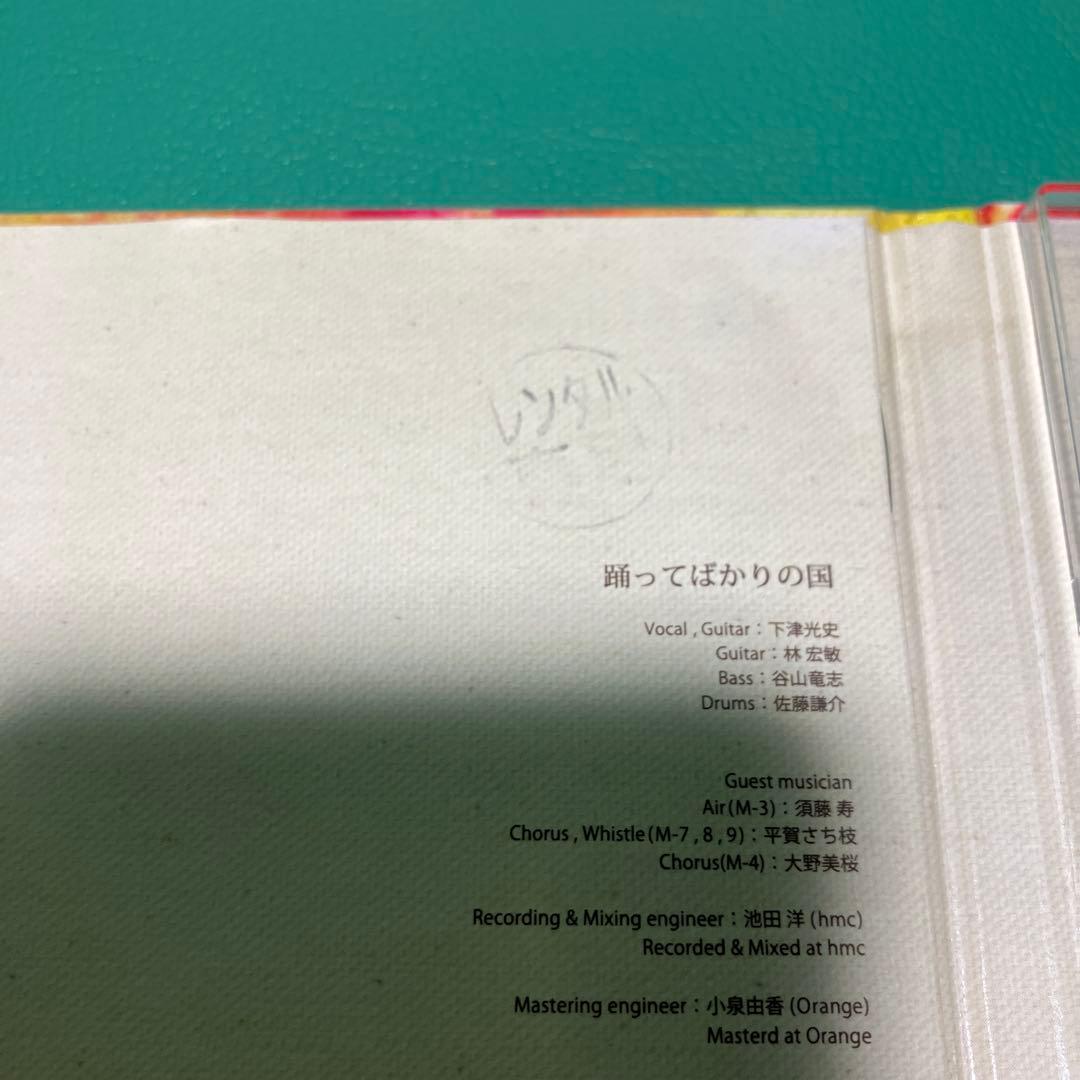 レンタル
踊ってばかりの国
Vocal , Guitar：下津光史
Guitar：林 宏敏
Bass：谷山竜志
Drums：佐藤謙介
Guest musician
Air(M-3)：須藤 寿
Chorus , Whistle(M-7 , 8 , 9)：平賀さち枝
Chorus(M-4)：大野美桜
Recording & Mixing engineer：池田 洋 (hmc)
Recorded & Mixed at hmc
Mastering engineer：小泉由香 (Orange)
Masterd at Orange